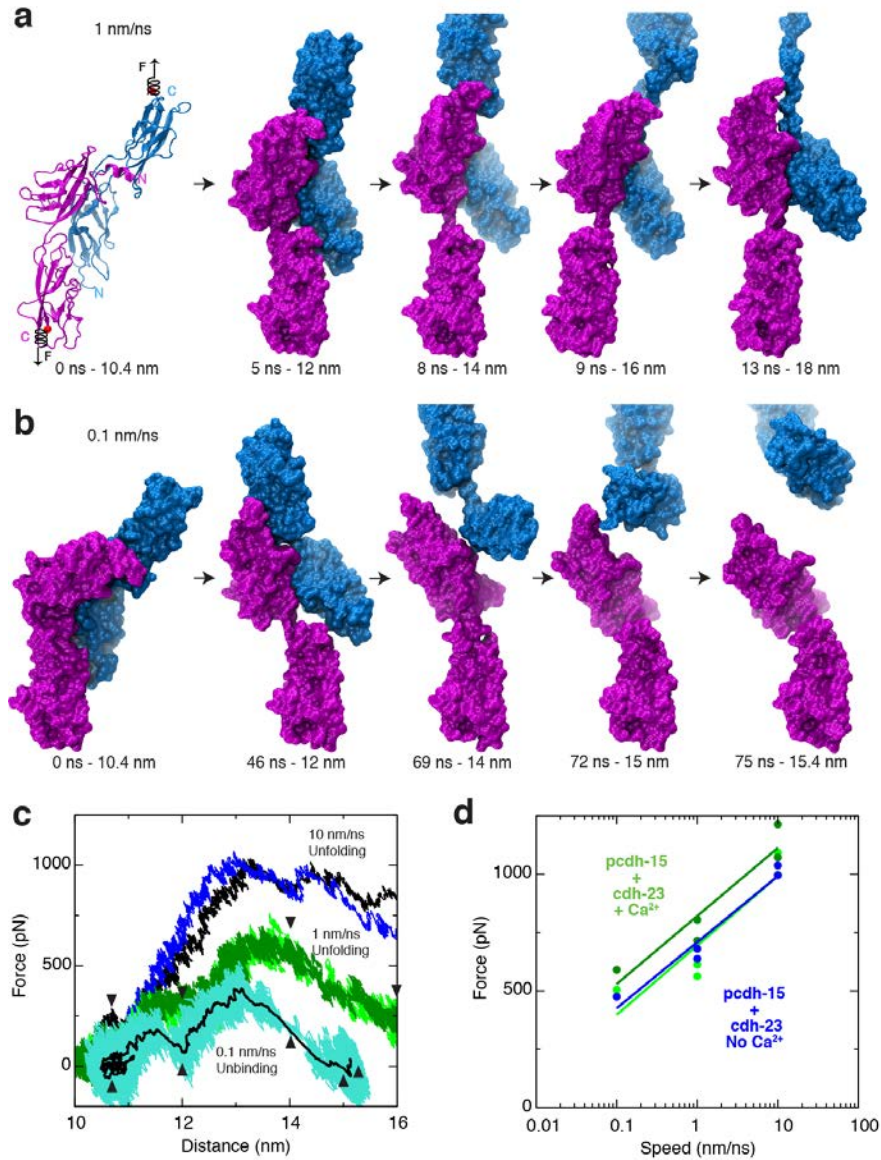 a
1 nm/ns
F
C
N
N
C
F
0 ns - 10.4 nm
5 ns - 12 nm
8 ns - 14 nm
9 ns - 16 nm
13 ns - 18 nm
b
0.1 nm/ns
0 ns - 10.4 nm
46 ns - 12 nm
69 ns - 14 nm
72 ns - 15 nm
75 ns - 15.4 nm
c
Force (pN)
1000
500
0
10 nm/ns
Unfolding
1 nm/ns
Unfolding
0.1 nm/ns
Unbinding
10
12
14
16
Distance (nm)
d
Force (pN)
1000
500
0
pcdh-15
+
cdh-23
+ Ca²⁺
pcdh-15
+
cdh-23
No Ca²⁺
0.01
0.1
1
10
100
Speed (nm/ns)